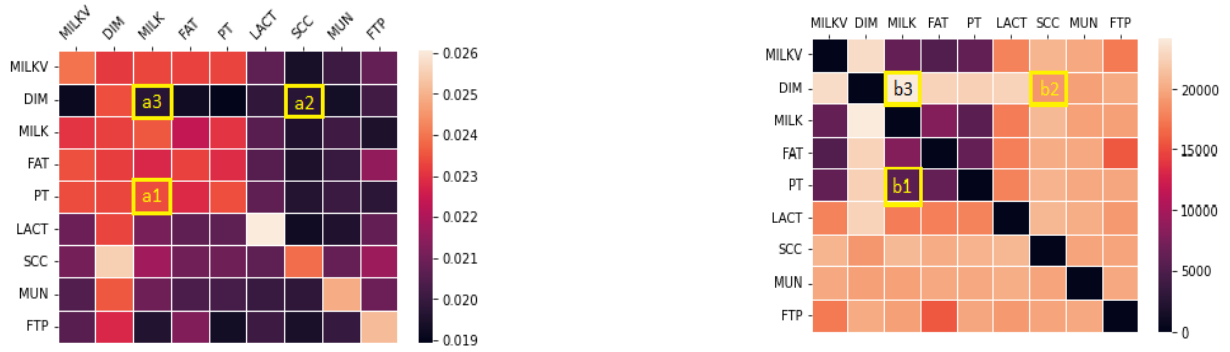 MILKV DIM MILK FAT PT LACT SCC MUN FTP
MILKV
DIM
MILK
FAT
PT
LACT
SCC
MUN
FTP
a3
a2
a1
0.026
0.025
0.024
0.023
0.022
0.021
0.020
0.019
MILKV DIM MILK FAT PT LACT SCC MUN FTP
MILKV
DIM
MILK
FAT
PT
LACT
SCC
MUN
FTP
b3
b2
b1
20000
15000
10000
5000
0